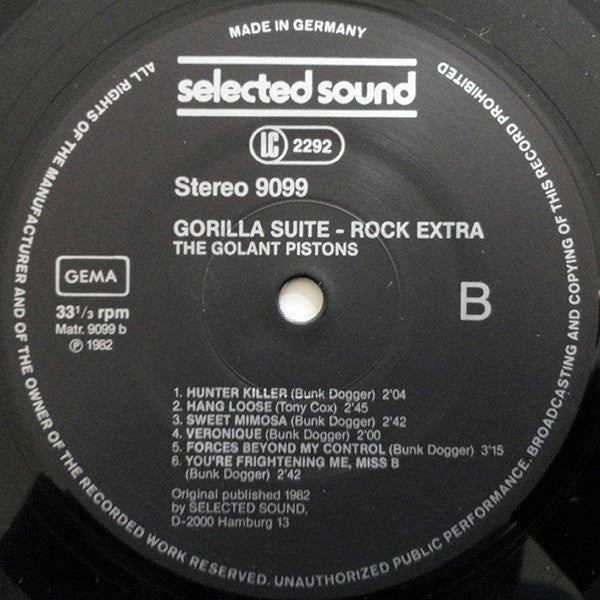 MADE IN GERMANY
selected sound
LC 2292
Stereo 9099
GORILLA SUITE - ROCK EXTRA
THE GOLANT PISTONS
GEMA
B
33 1/3 rpm
Matr. 9099 b
℗ 1982
1. HUNTER KILLER (Bunk Dogger) 2'04
2. HANG LOOSE (Tony Cox) 2'45
3. SWEET MIMOSA (Bunk Dogger) 2'42
4. VERONIQUE (Bunk Dogger) 2'00
5. FORCES BEYOND MY CONTROL (Bunk Dogger) 3'15
6. YOU'RE FRIGHTENING ME, MISS B
(Bunk Dogger) 2'42
Original published 1982
by SELECTED SOUND,
D-2000 Hamburg 13
ALL RIGHTS OF THE MANUFACTURER AND OF THE OWNER OF THE RECORDED WORK RESERVED. UNAUTHORIZED PUBLIC PERFORMANCE, BROADCASTING AND COPYING OF THIS RECORD PROHIBITED